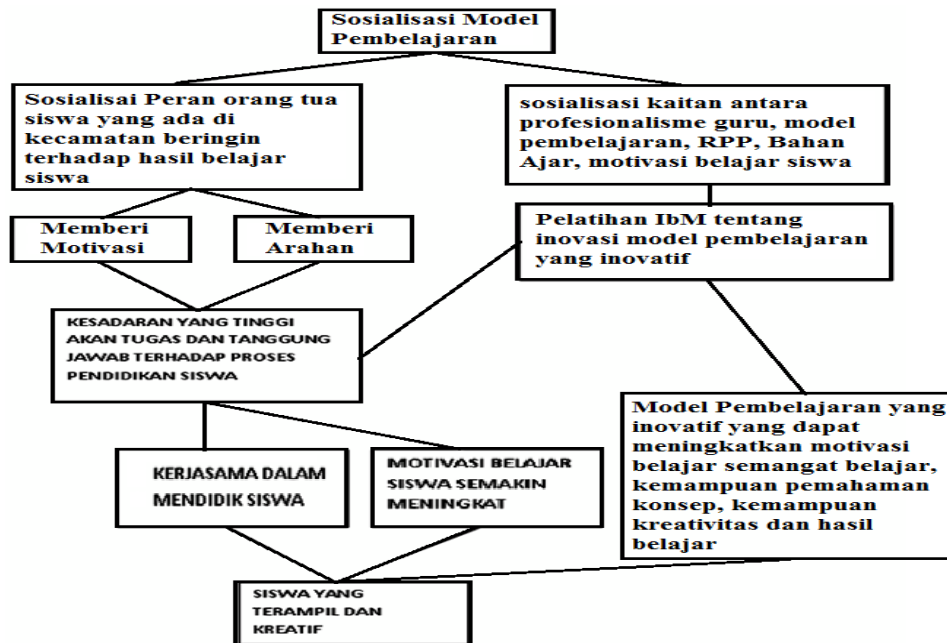 Sosialisasi Model
Pembelajaran
Sosialisai Peran orang tua
siswa yang ada di
kecamatan beringin
terhadap hasil belajar
siswa
sosialisasi kaitan antara
profesionalisme guru, model
pembelajaran, RPP, Bahan
Ajar, motivasi belajar siswa
Memberi
Motivasi
Memberi
Arahan
Pelatihan IbM tentang
inovasi model pembelajaran
yang inovatif
KESADARAN YANG TINGGI
AKAN TUGAS DAN TANGGUNG
JAWAB TERHADAP PROSES
PENDIDIKAN SISWA
KERJASAMA DALAM
MENDIDIK SISWA
MOTIVASI BELAJAR
SISWA SEMAKIN
MENINGKAT
Model Pembelajaran yang
inovatif yang dapat
meningkatkan motivasi
belajar semangat belajar,
kemampuan pemahaman
konsep, kemampuan
kreativitas dan hasil
belajar
SISWA YANG
TERAMPIL DAN
KREATIF